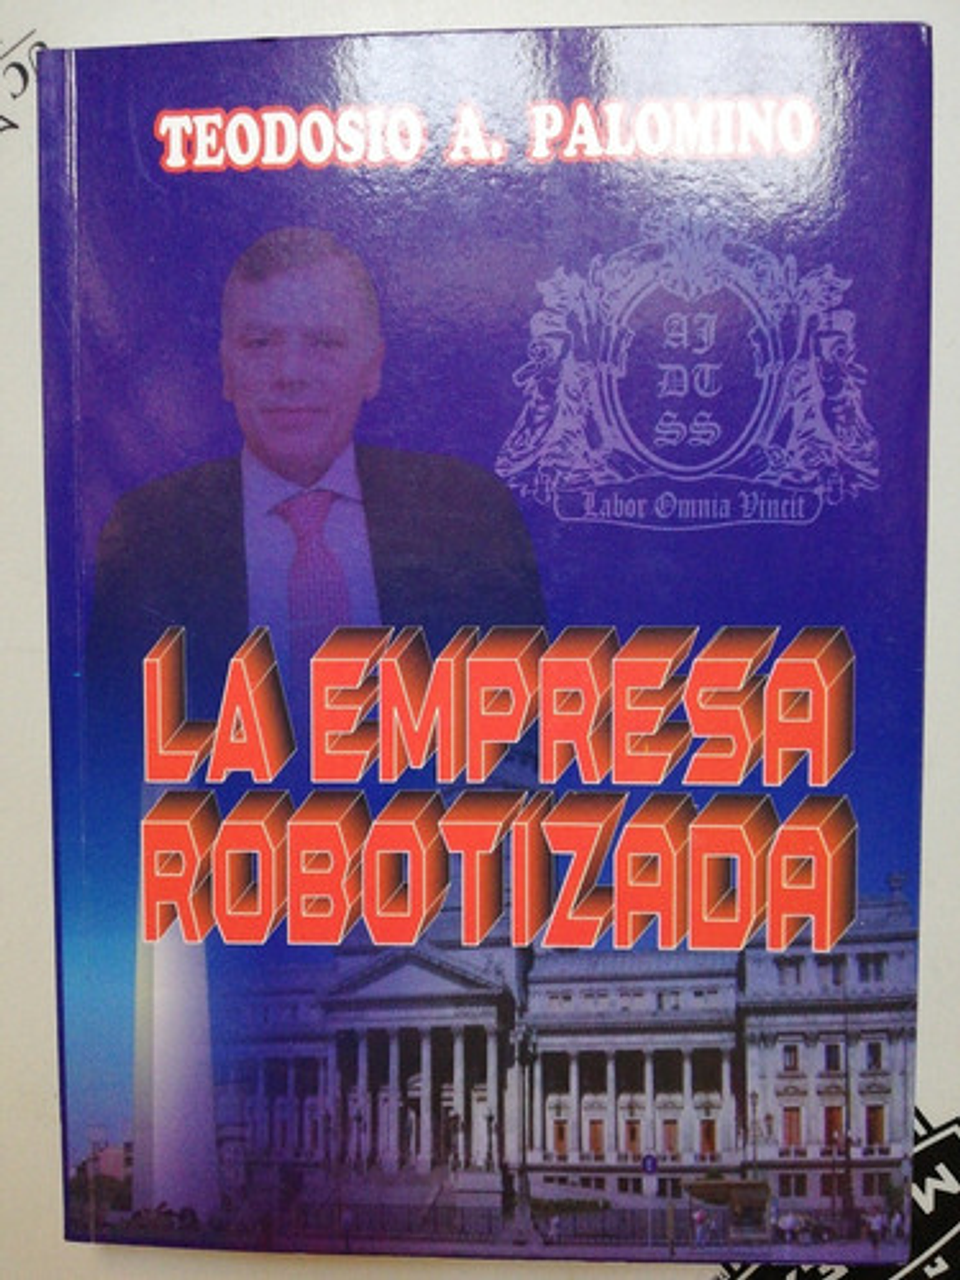 TEODOSIO A. PALOMINO
AJ
DT
SS
Labor Omnia Vincit
LA EMPRESA
ROBOTIZADA